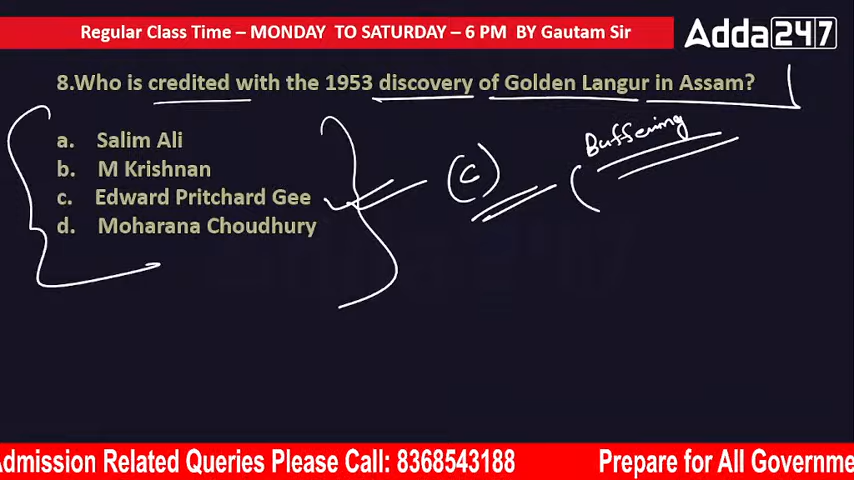 Regular Class Time – MONDAY TO SATURDAY – 6 PM BY Gautam Sir
Adda247
8.Who is credited with the 1953 discovery of Golden Langur in Assam?
Buffering
a. Salim Ali
b. M Krishnan
c. Edward Pritchard Gee
(c)
d. Moharana Choudhury
Admission Related Queries Please Call: 8368543188 Prepare for All Governme